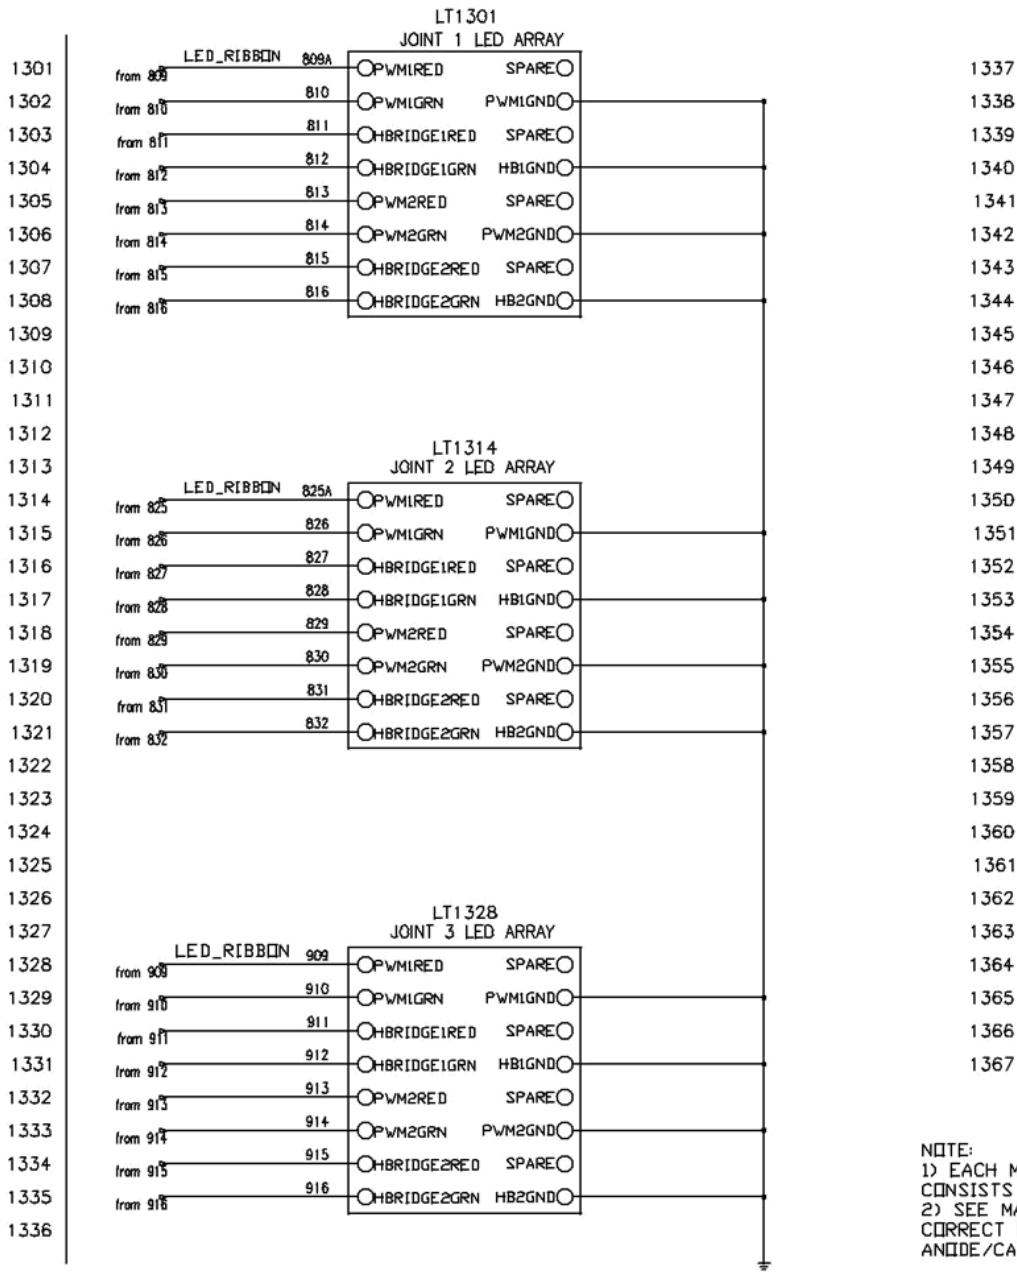 LT1301
JOINT 1 LED ARRAY
1301 from 809 LED_RIBBON 809A PWM1RED SPARE 1337
1302 from 810 810 PWM1GRN PWM1GND 1338
1303 from 811 811 HBRIDGE1RED SPARE 1339
1304 from 812 812 HBRIDGE1GRN HB1GND 1340
1305 from 813 813 PWM2RED SPARE 1341
1306 from 814 814 PWM2GRN PWM2GND 1342
1307 from 815 815 HBRIDGE2RED SPARE 1343
1308 from 816 816 HBRIDGE2GRN HB2GND 1344
1309 1345
1310 1346
1311 1347
1312 1348
LT1314
1313 JOINT 2 LED ARRAY 1349
1314 from 825 LED_RIBBON 825A PWM1RED SPARE 1350
1315 from 826 826 PWM1GRN PWM1GND 1351
1316 from 827 827 HBRIDGE1RED SPARE 1352
1317 from 828 828 HBRIDGE1GRN HB1GND 1353
1318 from 829 829 PWM2RED SPARE 1354
1319 from 830 830 PWM2GRN PWM2GND 1355
1320 from 831 831 HBRIDGE2RED SPARE 1356
1321 from 832 832 HBRIDGE2GRN HB2GND 1357
1322 1358
1323 1359
1324 1360
1325 1361
1326 1362
LT1328
1327 JOINT 3 LED ARRAY 1363
1328 from 909 LED_RIBBON 909 PWM1RED SPARE 1364
1329 from 910 910 PWM1GRN PWM1GND 1365
1330 from 911 911 HBRIDGE1RED SPARE 1366
1331 from 912 912 HBRIDGE1GRN HB1GND 1367
1332 from 913 913 PWM2RED SPARE
1333 from 914 914 PWM2GRN PWM2GND
1334 from 915 915 HBRIDGE2RED SPARE
1335 from 916 916 HBRIDGE2GRN HB2GND
1336
NOTE:
1) EACH M
CONSISTS
2) SEE MA
CORRECT
ANODE/CA